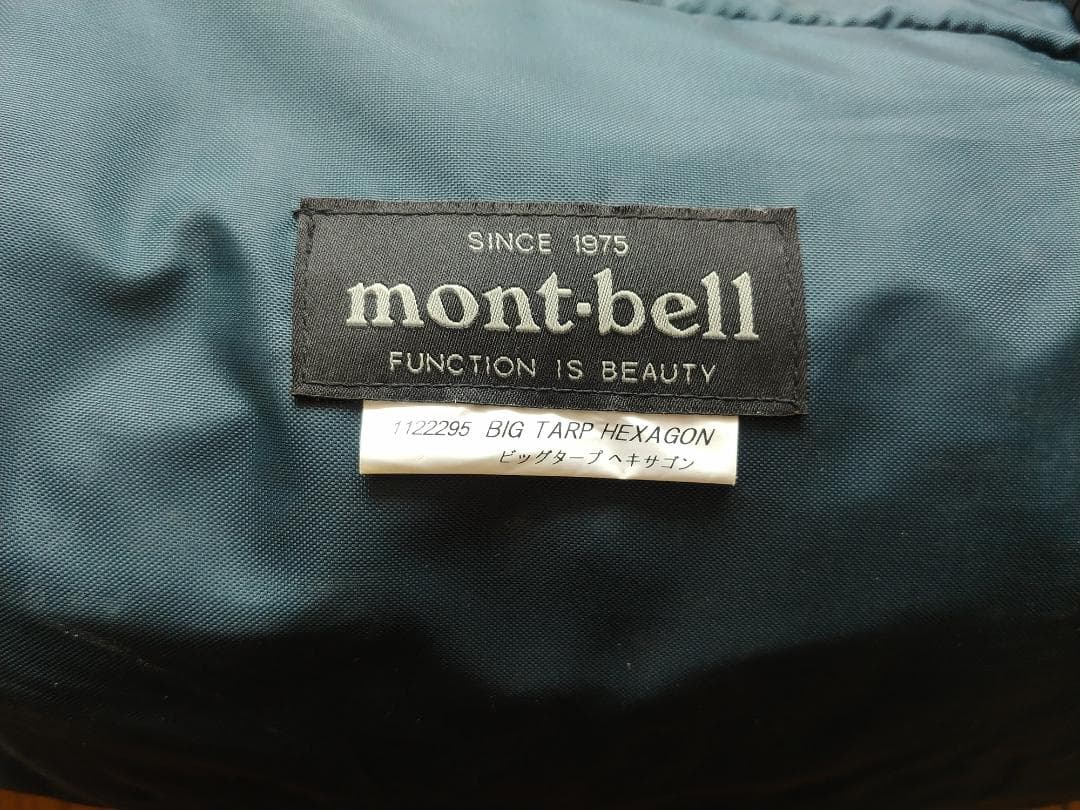 SINCE 1975
mont-bell
FUNCTION IS BEAUTY
1122295 BIG TARP HEXAGON
ビッグタープ ヘキサゴン